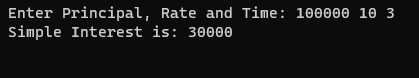 Enter Principal, Rate and Time: 100000 10 3
Simple Interest is: 30000